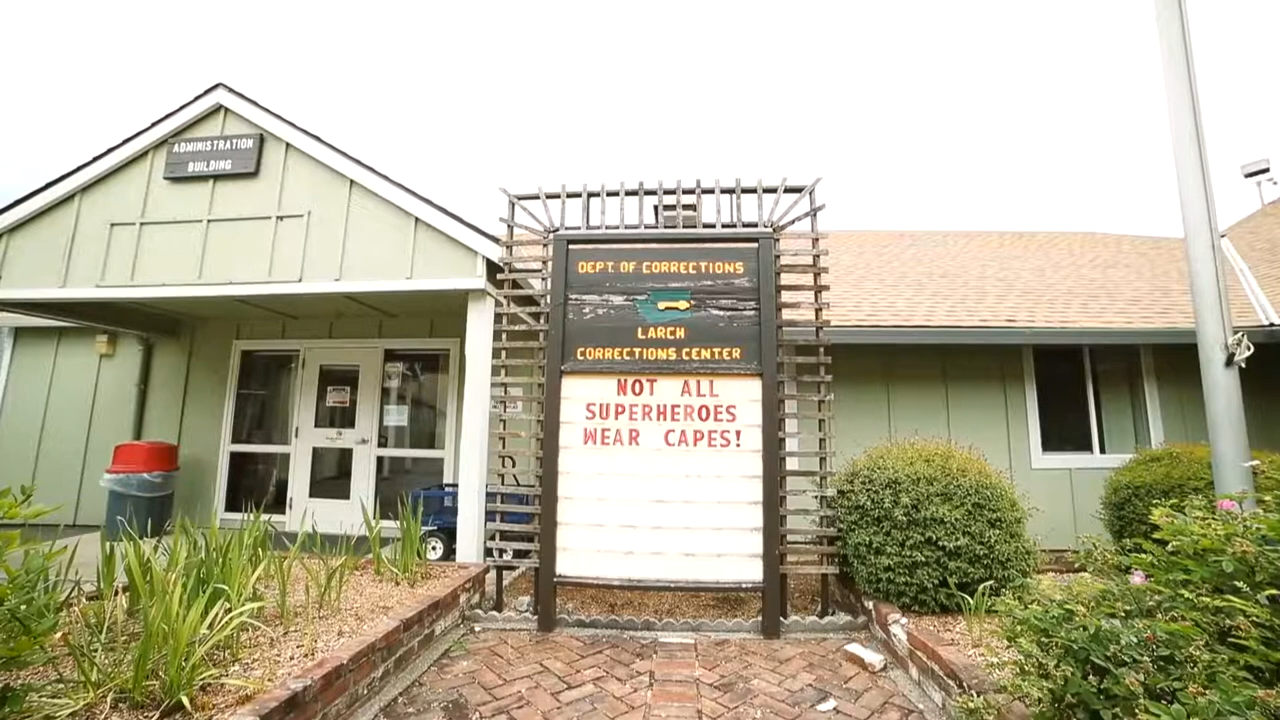 ADMINISTRATION
BUILDING
DEPT. OF CORRECTIONS
LARCH
CORRECTIONS CENTER
NOT ALL
SUPERHEROES
WEAR CAPES!